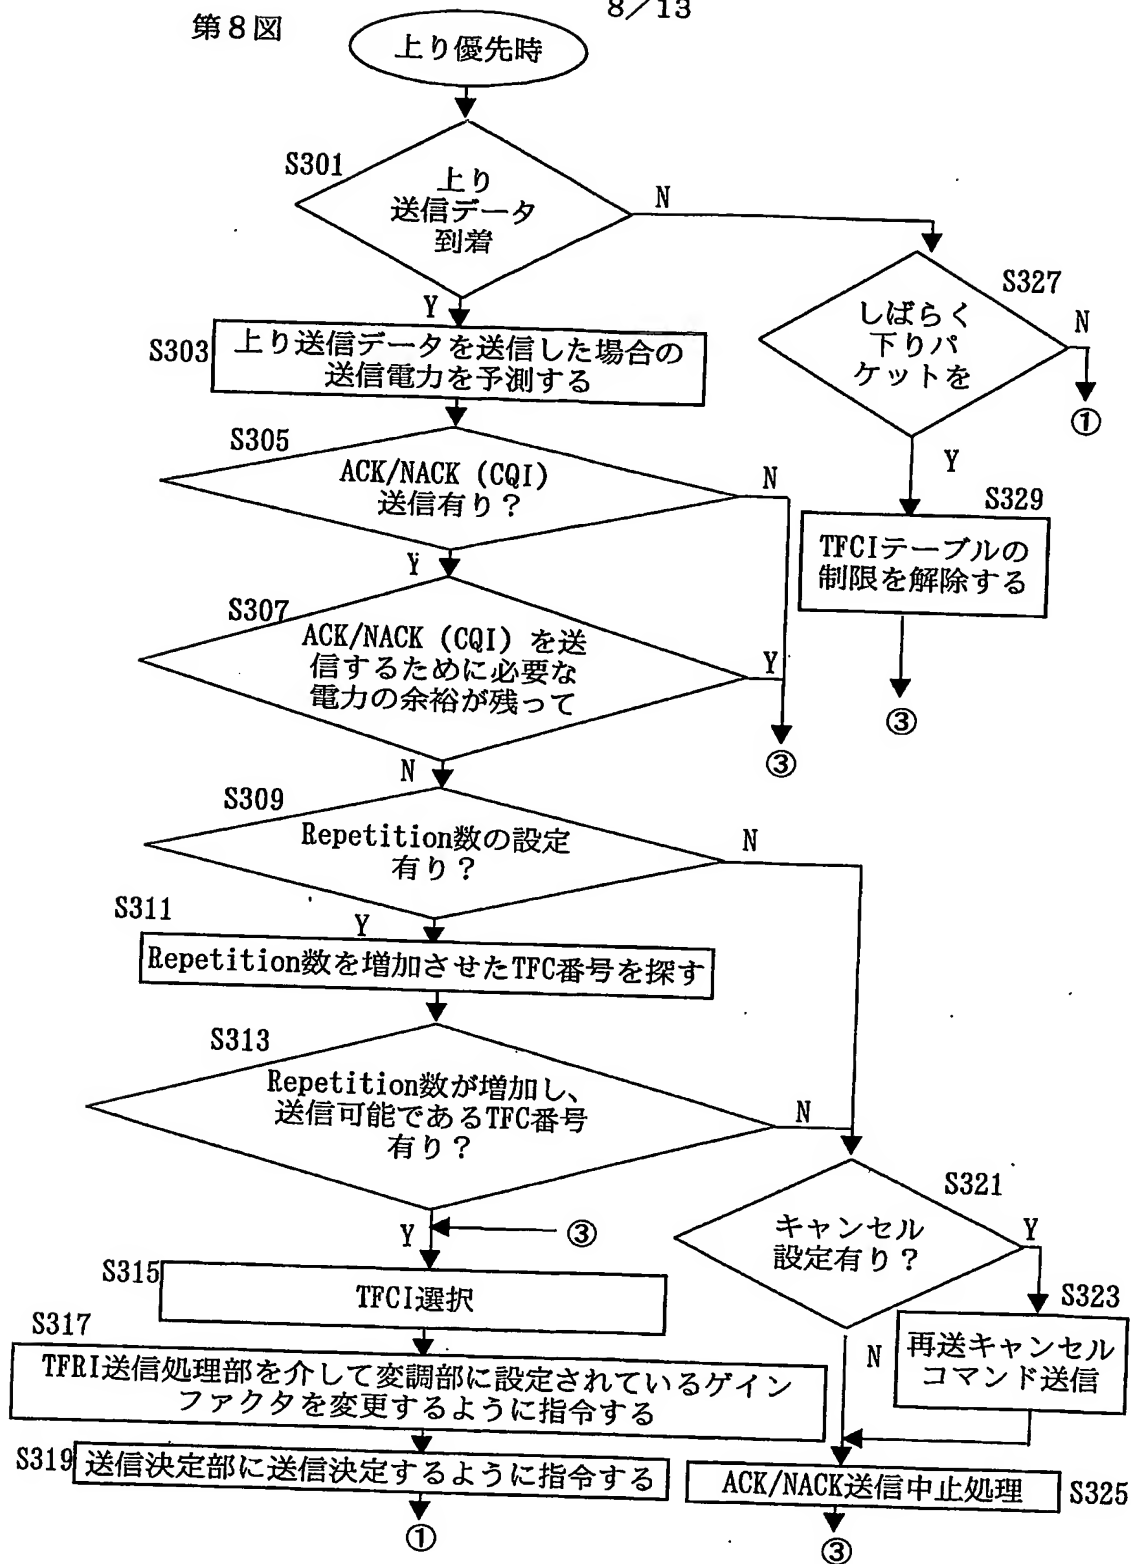 8/13
第8図
上り優先時
S301
上り
送信データ
到着
N
Y
S327
しばらく
下りパ
ケットを
N
①
Y
S303
上り送信データを送信した場合の
送信電力を予測する
S305
ACK/NACK (CQI)
送信有り？
N
Y
S329
TFCIテーブルの
制限を解除する
③
S307
ACK/NACK (CQI) を送
信するために必要な
電力の余裕が残って
Y
③
N
S309
Repetition数の設定
有り？
N
Y
S311
Repetition数を増加させたTFC番号を探す
S313
Repetition数が増加し、
送信可能であるTFC番号
有り？
N
Y
③
S321
キャンセル
設定有り？
Y
N
S315
TFCI選択
S323
再送キャンセル
コマンド送信
S317
TFRI送信処理部を介して変調部に設定されているゲイン
ファクタを変更するように指令する
S319
送信決定部に送信決定するように指令する
①
ACK/NACK送信中止処理
S325
③